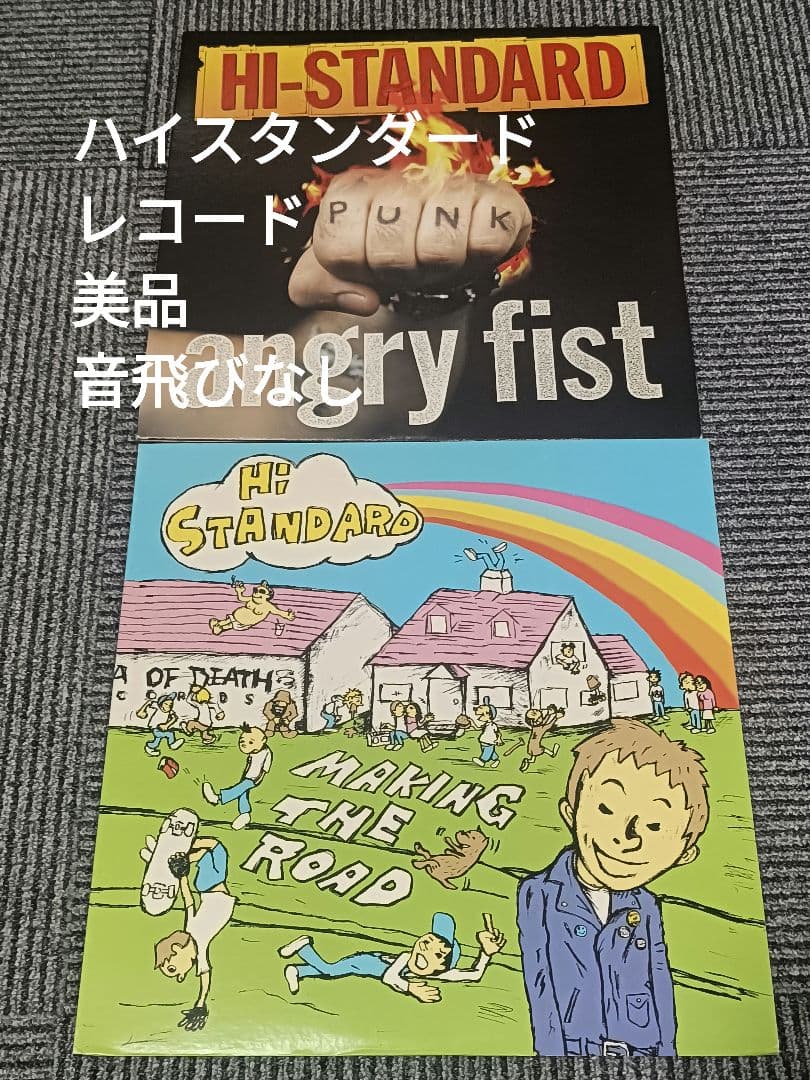 HI-STANDARD
ハイスタンダード
レコード
PUNK
美品
angry fist
音飛びなし
Hi
STANDARD
A OF DEATH
CORDS
MAKING
THE
ROAD